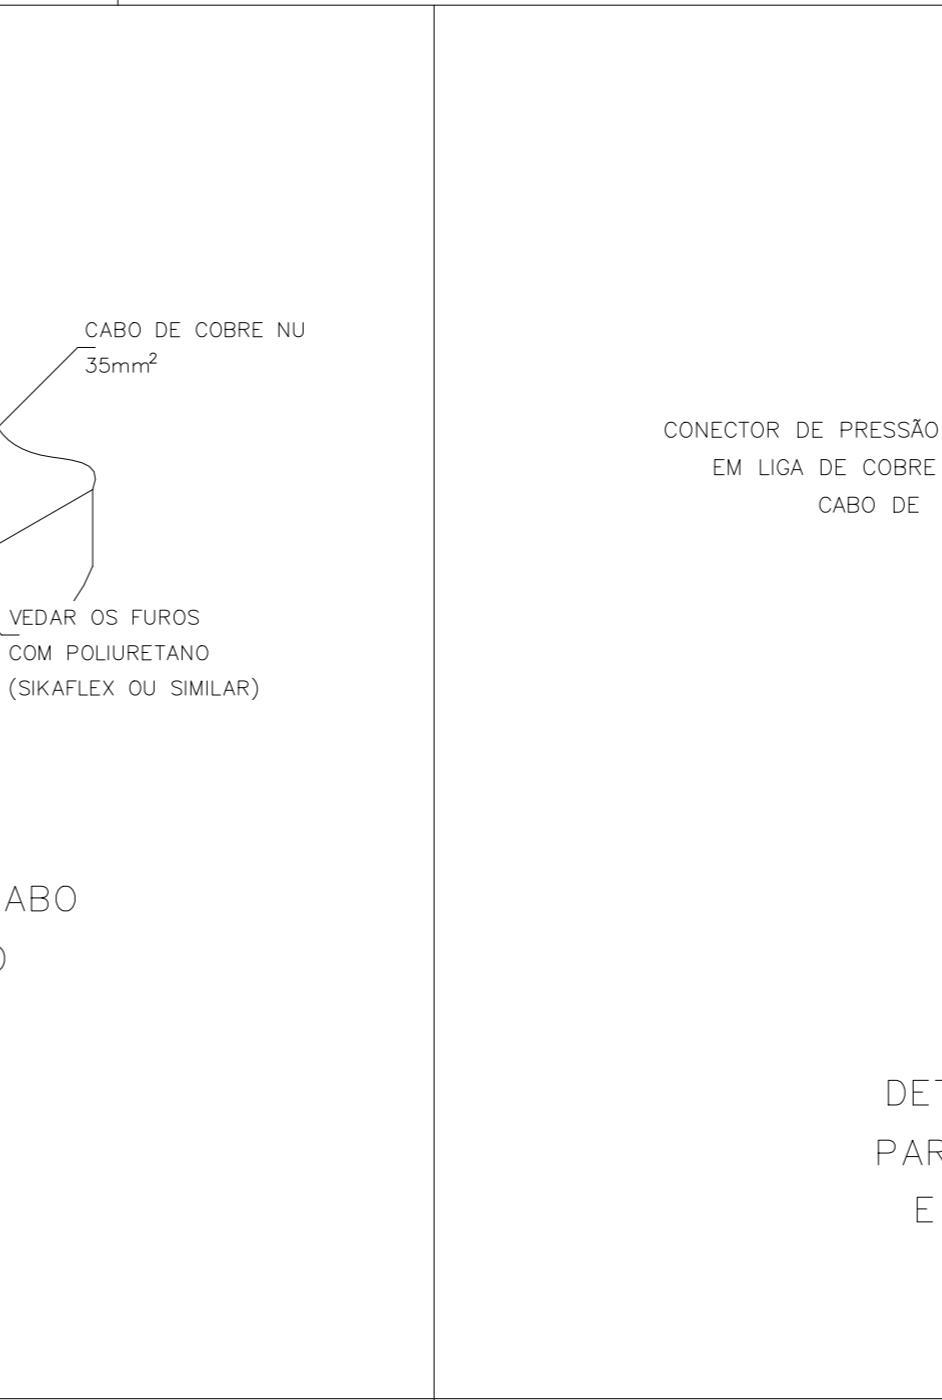 CABO DE COBRE NU
35mm²
VEDAR OS FUROS
COM POLIURETANO
(SIKAFLEX OU SIMILAR)
ABO
CONECTOR DE PRESSÃO
EM LIGA DE COBRE
CABO DE
DET
PAR
E